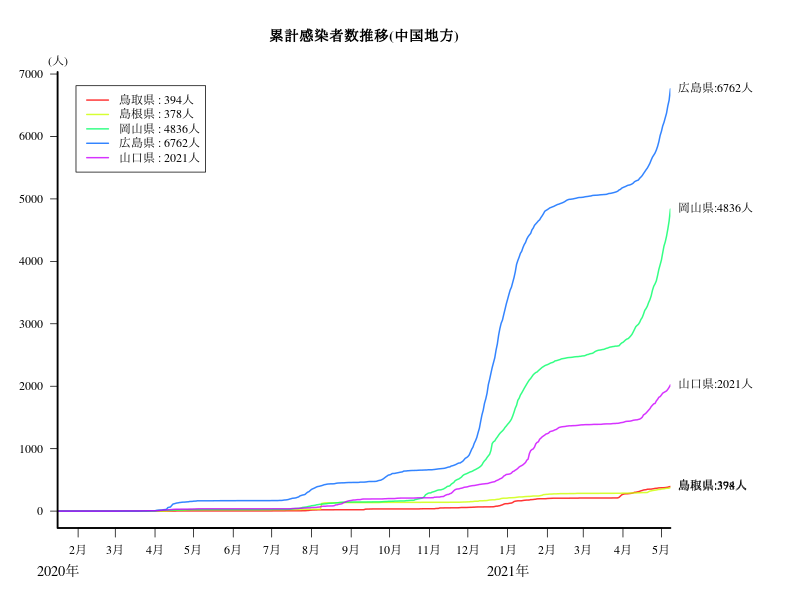 累計感染者数推移(中国地方)
(人)
7000
6000
5000
4000
3000
2000
1000
0
鳥取県 : 394人
島根県 : 378人
岡山県 : 4836人
広島県 : 6762人
山口県 : 2021人
広島県:6762人
岡山県:4836人
山口県:2021人
2月 3月 4月 5月 6月 7月 8月 9月 10月 11月 12月 1月 2月 3月 4月 5月
2020年 2021年